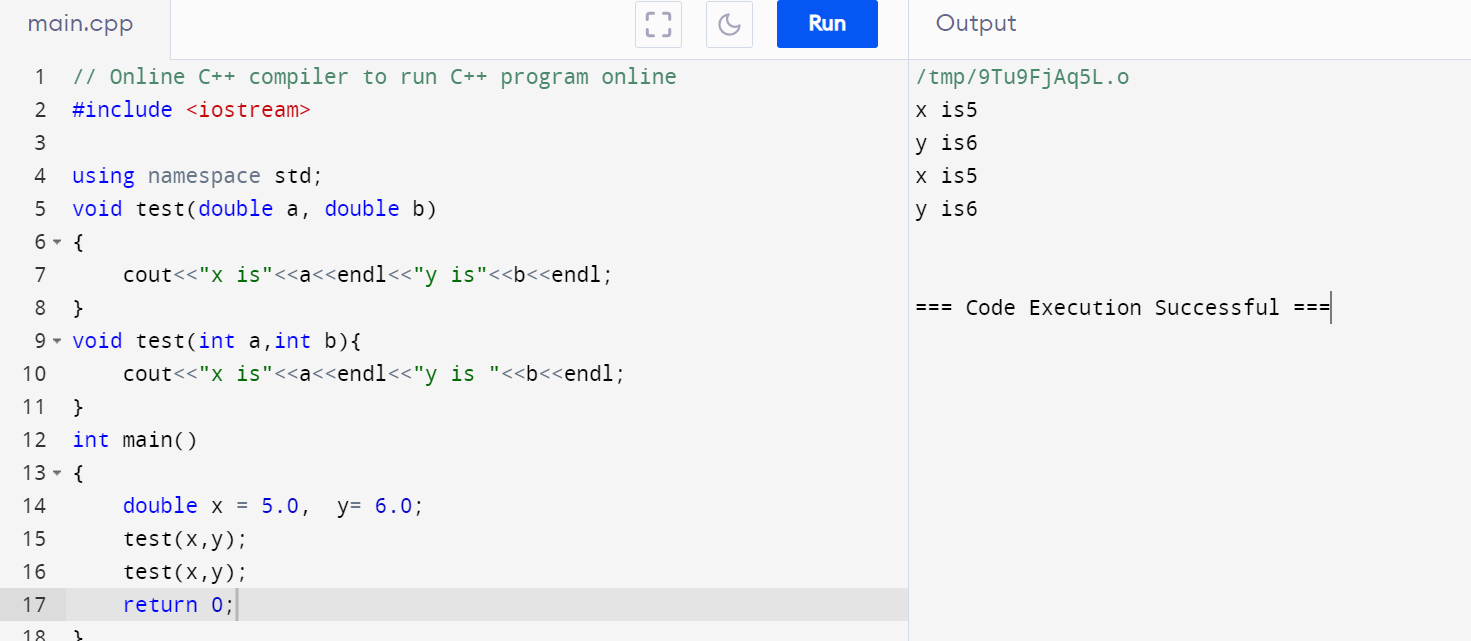 main.cpp
Run
Output
1 // Online C++ compiler to run C++ program online
2 #include <iostream>
3
4 using namespace std;
5 void test(double a, double b)
6 {
7     cout<<"x is"<<a<<endl<<"y is"<<b<<endl;
8 }
9 void test(int a,int b){
10     cout<<"x is"<<a<<endl<<"y is "<<b<<endl;
11 }
12 int main()
13 {
14     double x = 5.0,  y= 6.0;
15     test(x,y);
16     test(x,y);
17     return 0;
18 }
/tmp/9Tu9FjAq5L.o
x is5
y is6
x is5
y is6
=== Code Execution Successful ===